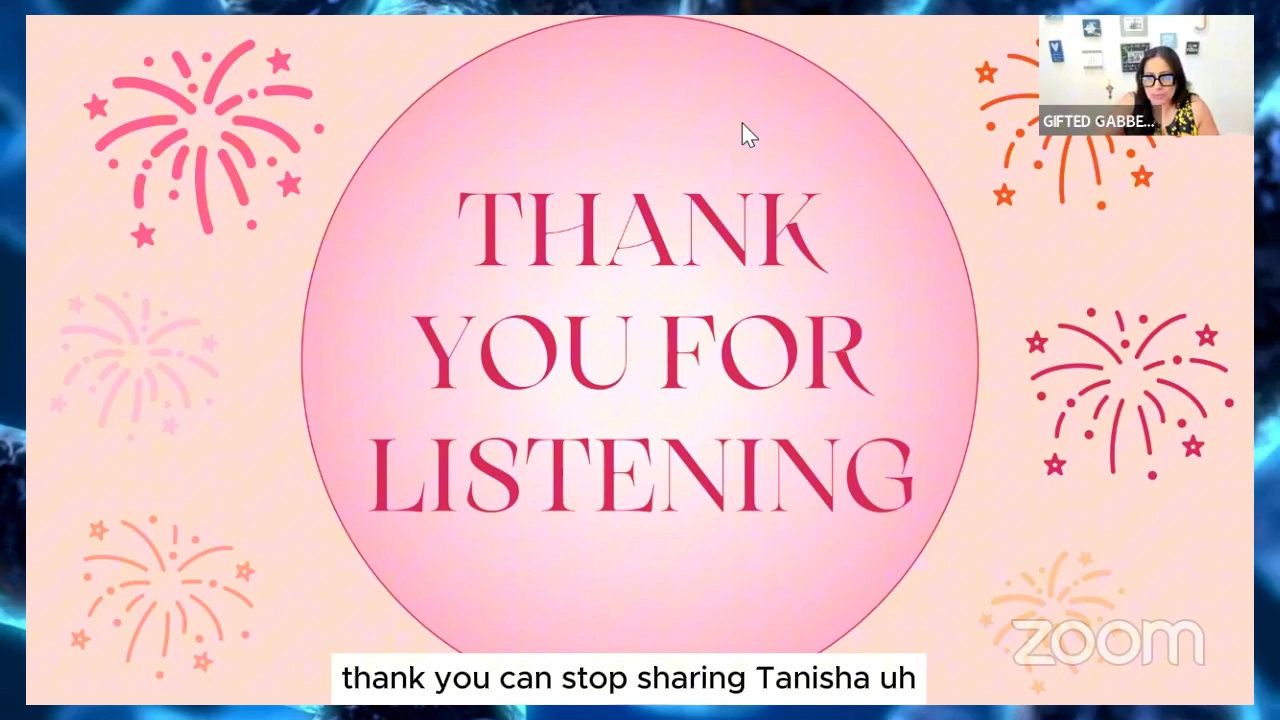 GIFTED GABBE...
THANK
YOU FOR
LISTENING
zoom
thank you can stop sharing Tanisha uh